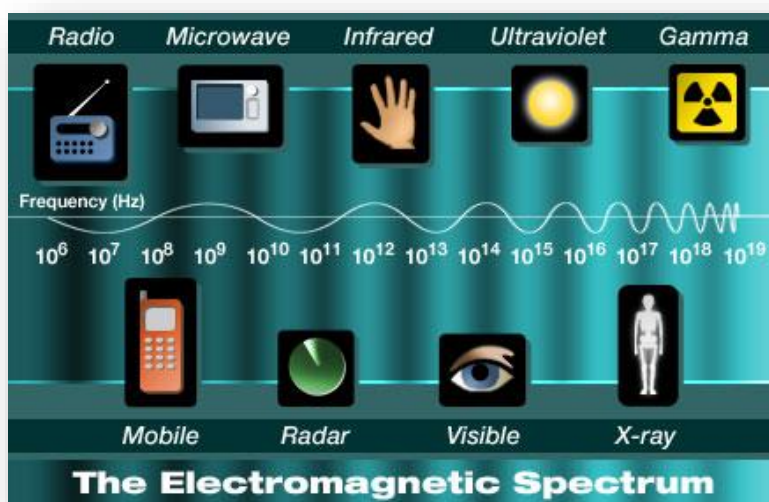 Radio Microwave Infrared Ultraviolet Gamma
Frequency (Hz)
10⁶ 10⁷ 10⁸ 10⁹ 10¹⁰ 10¹¹ 10¹² 10¹³ 10¹⁴ 10¹⁵ 10¹⁶ 10¹⁷ 10¹⁸ 10¹⁹
Mobile Radar Visible X-ray
The Electromagnetic Spectrum